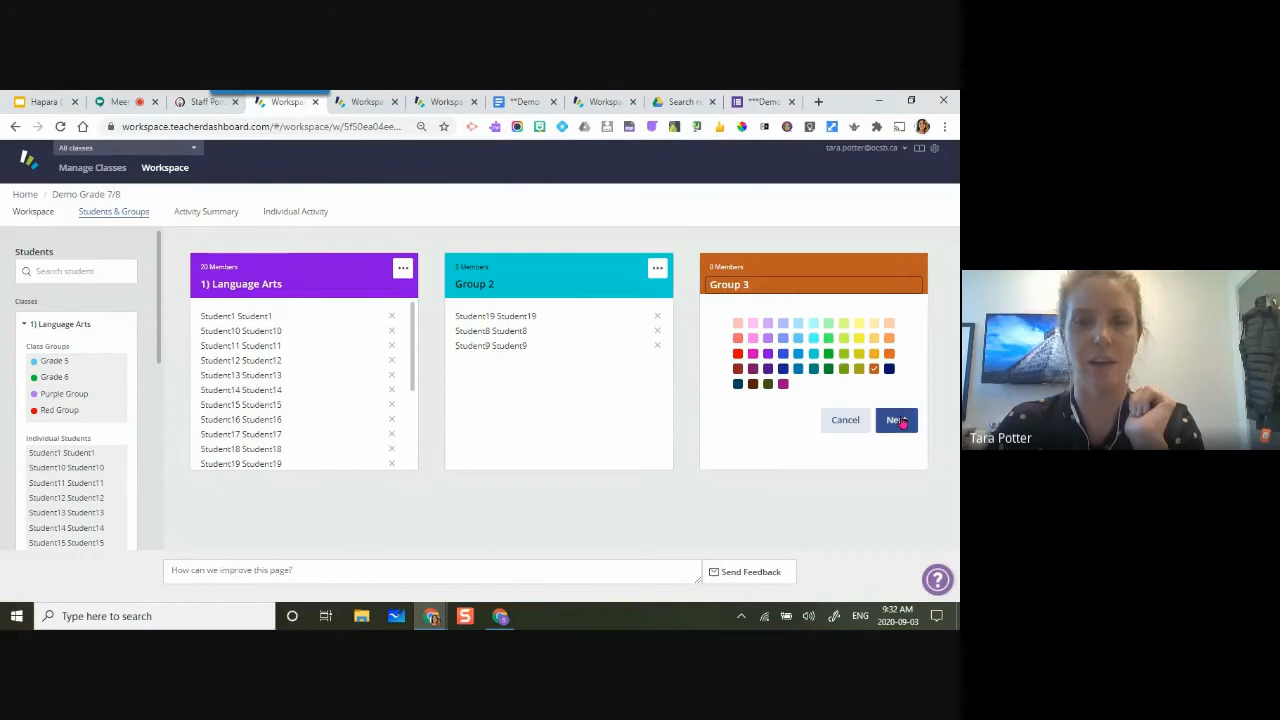 Hapara (
Meet
Staff Por
Workspa
Workspa
Workspa
**Demo
Workspa
Search re
***Demo
workspace.teacherdashboard.com/#/workspace/w/5f50ea04ee...
All classes
tara.potter@ocsb.ca
Manage Classes
Workspace
Home / Demo Grade 7/8
Workspace
Students & Groups
Activity Summary
Individual Activity
Students
Search student
Classes
1) Language Arts
Class Groups
Grade 5
Grade 6
Purple Group
Red Group
Individual Students
Student1 Student1
Student10 Student10
Student11 Student11
Student12 Student12
Student13 Student13
Student14 Student14
Student15 Student15
20 Members
1) Language Arts
Student1 Student1
Student10 Student10
Student11 Student11
Student12 Student12
Student13 Student13
Student14 Student14
Student15 Student15
Student16 Student16
Student17 Student17
Student18 Student18
Student19 Student19
3 Members
Group 2
Student19 Student19
Student8 Student8
Student9 Student9
0 Members
Group 3
Cancel
How can we improve this page?
Send Feedback
Tara Potter
Type here to search
ENG
9:32 AM
2020-09-03